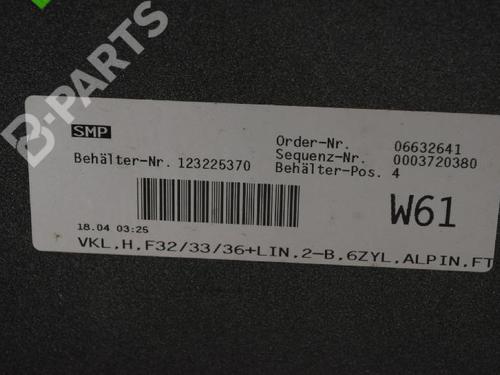 B-PARTS
SMP
Order-Nr. 06632641
Sequenz-Nr. 0003720380
Behälter-Nr. 123225370 Behälter-Pos. 4
W61
18.04 03:25
VKL,H,F32/33/36+LIN,2-B,6ZYL,ALPIN,FT